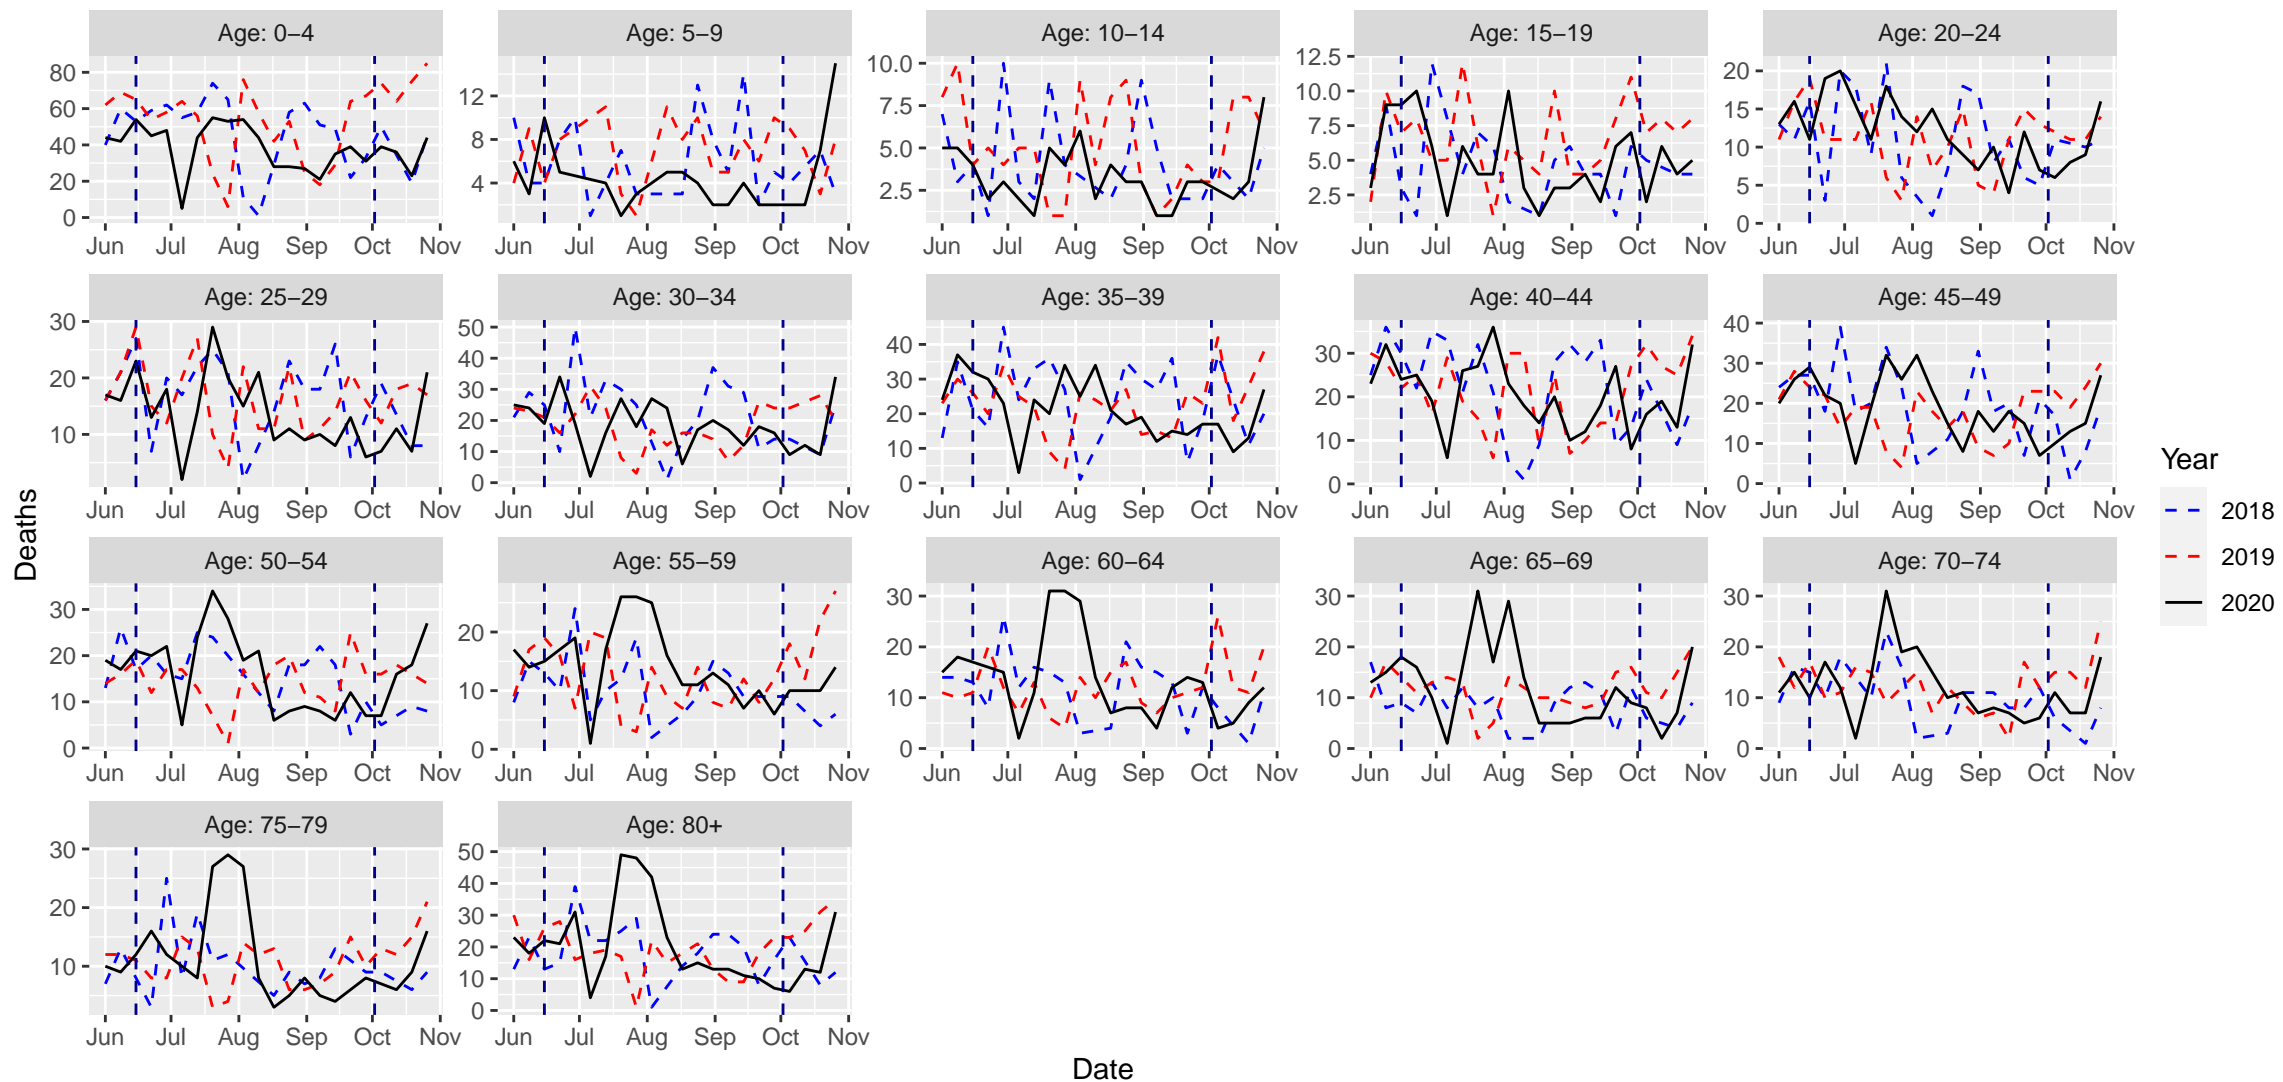 Age: 0–4 Age: 5–9 Age: 10–14 Age: 15–19 Age: 20–24
80 60 40 20 0
12 8 4
10.0 7.5 5.0 2.5
12.5 10.0 7.5 5.0 2.5
20 15 10 5 0
Jun Jul Aug Sep Oct Nov Jun Jul Aug Sep Oct Nov Jun Jul Aug Sep Oct Nov Jun Jul Aug Sep Oct Nov Jun Jul Aug Sep Oct Nov
Age: 25–29 Age: 30–34 Age: 35–39 Age: 40–44 Age: 45–49
30 20 10
50 40 30 20 10 0
40 30 20 10 0
30 20 10 0
40 30 20 10 0
Jun Jul Aug Sep Oct Nov Jun Jul Aug Sep Oct Nov Jun Jul Aug Sep Oct Nov Jun Jul Aug Sep Oct Nov Jun Jul Aug Sep Oct Nov
Age: 50–54 Age: 55–59 Age: 60–64 Age: 65–69 Age: 70–74
30 20 10 0
20 10 0
30 20 10 0
30 20 10 0
30 20 10 0
Jun Jul Aug Sep Oct Nov Jun Jul Aug Sep Oct Nov Jun Jul Aug Sep Oct Nov Jun Jul Aug Sep Oct Nov Jun Jul Aug Sep Oct Nov
Age: 75–79 Age: 80+
30 20 10
50 40 30 20 10 0
Jun Jul Aug Sep Oct Nov Jun Jul Aug Sep Oct Nov
Deaths
Date
Year
2018
2019
2020